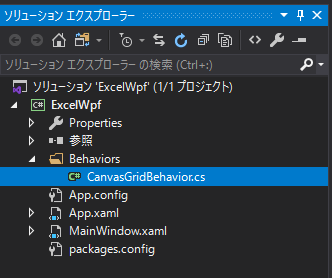 ソリューション エクスプローラー
ソリューション エクスプローラー の検索 (Ctrl+:)
ソリューション 'ExcelWpf' (1/1 プロジェクト)
ExcelWpf
Properties
参照
Behaviors
CanvasGridBehavior.cs
App.config
App.xaml
MainWindow.xaml
packages.config